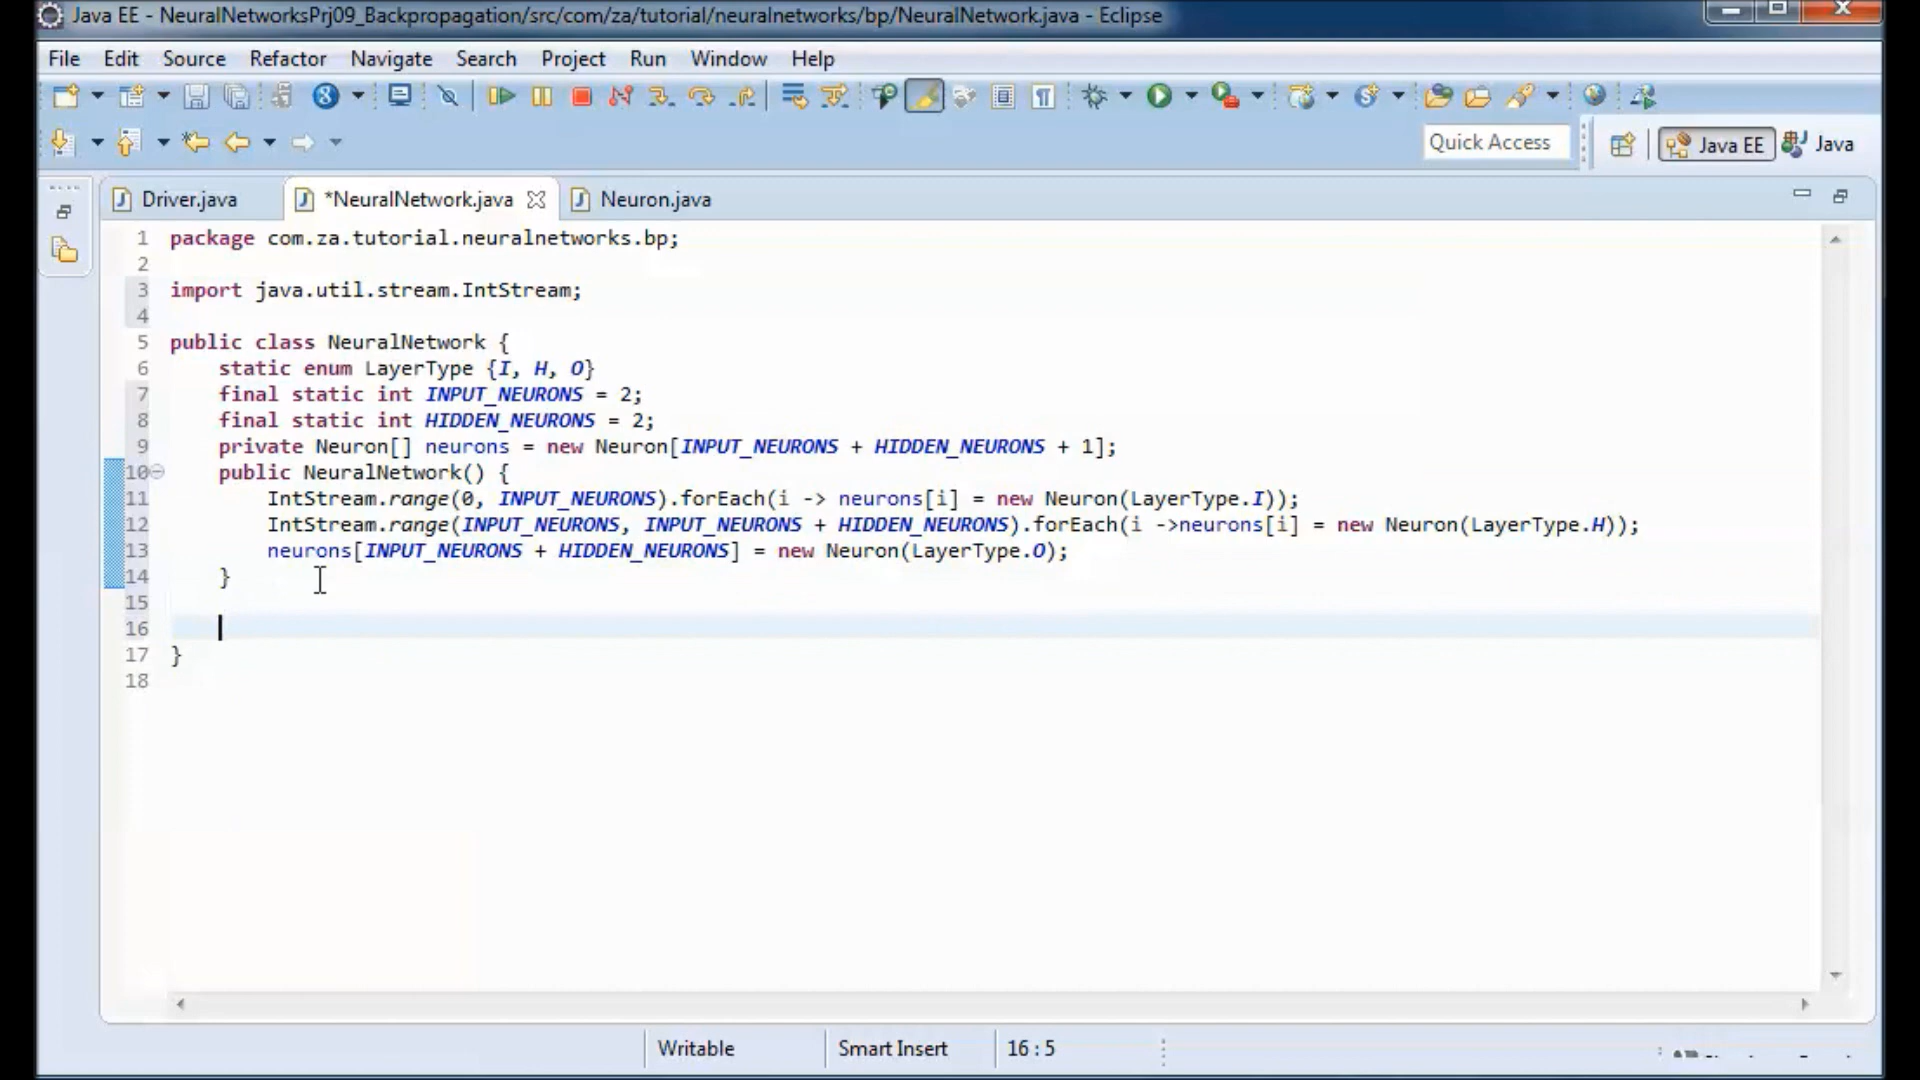 Java EE - NeuralNetworksPrj09_Backpropagation/src/com/za/tutorial/neuralnetworks/bp/NeuralNetwork.java - Eclipse
File Edit Source Refactor Navigate Search Run Project Run Window Help
Quick Access Java EE Java
Driver.java *NeuralNetwork.java Neuron.java
1 package com.za.tutorial.neuralnetworks.bp;
2
3 import java.util.stream.IntStream;
4
5 public class NeuralNetwork {
6 static enum LayerType {I, H, O}
7 final static int INPUT_NEURONS = 2;
8 final static int HIDDEN_NEURONS = 2;
9 private Neuron[] neurons = new Neuron[INPUT_NEURONS + HIDDEN_NEURONS + 1];
10 public NeuralNetwork() {
11 IntStream.range(0, INPUT_NEURONS).forEach(i -> neurons[i] = new Neuron(LayerType.I));
12 IntStream.range(INPUT_NEURONS, INPUT_NEURONS + HIDDEN_NEURONS).forEach(i ->neurons[i] = new Neuron(LayerType.H));
13 neurons[INPUT_NEURONS + HIDDEN_NEURONS] = new Neuron(LayerType.O);
14 }
15
16
17 }
18
Writable Smart Insert 16 : 5